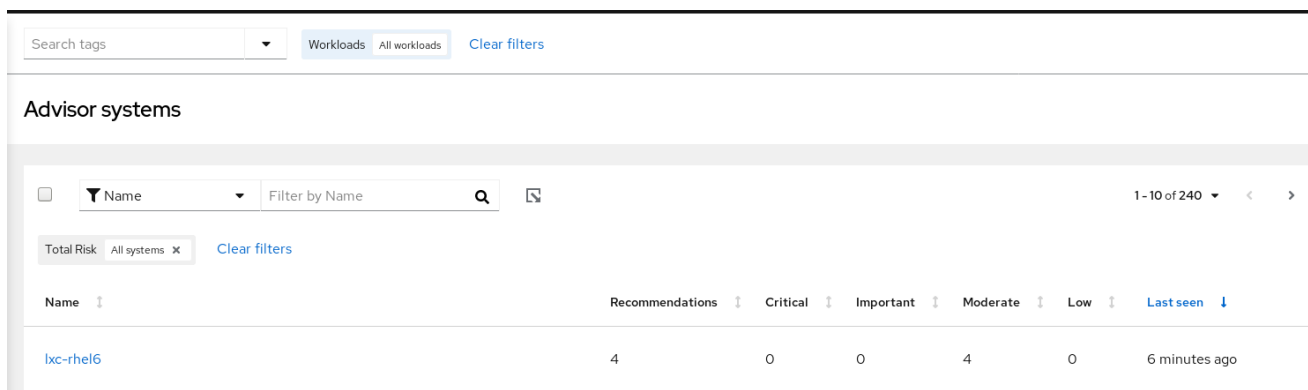 Search tags Workloads All workloads Clear filters
Advisor systems
Name Filter by Name 1 - 10 of 240
Total Risk All systems Clear filters
Name Recommendations Critical Important Moderate Low Last seen
lxc-rhel6 4 0 0 4 0 6 minutes ago